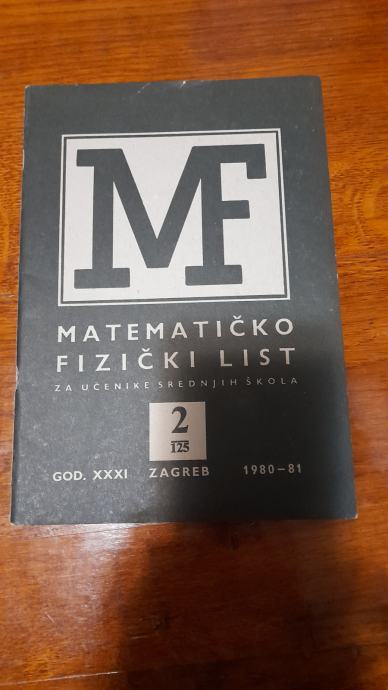 MF
MATEMATIČKO
FIZIČKI LIST
ZA UČENIKE SREDNJIH ŠKOLA
2
125
GOD. XXXI ZAGREB 1980-81